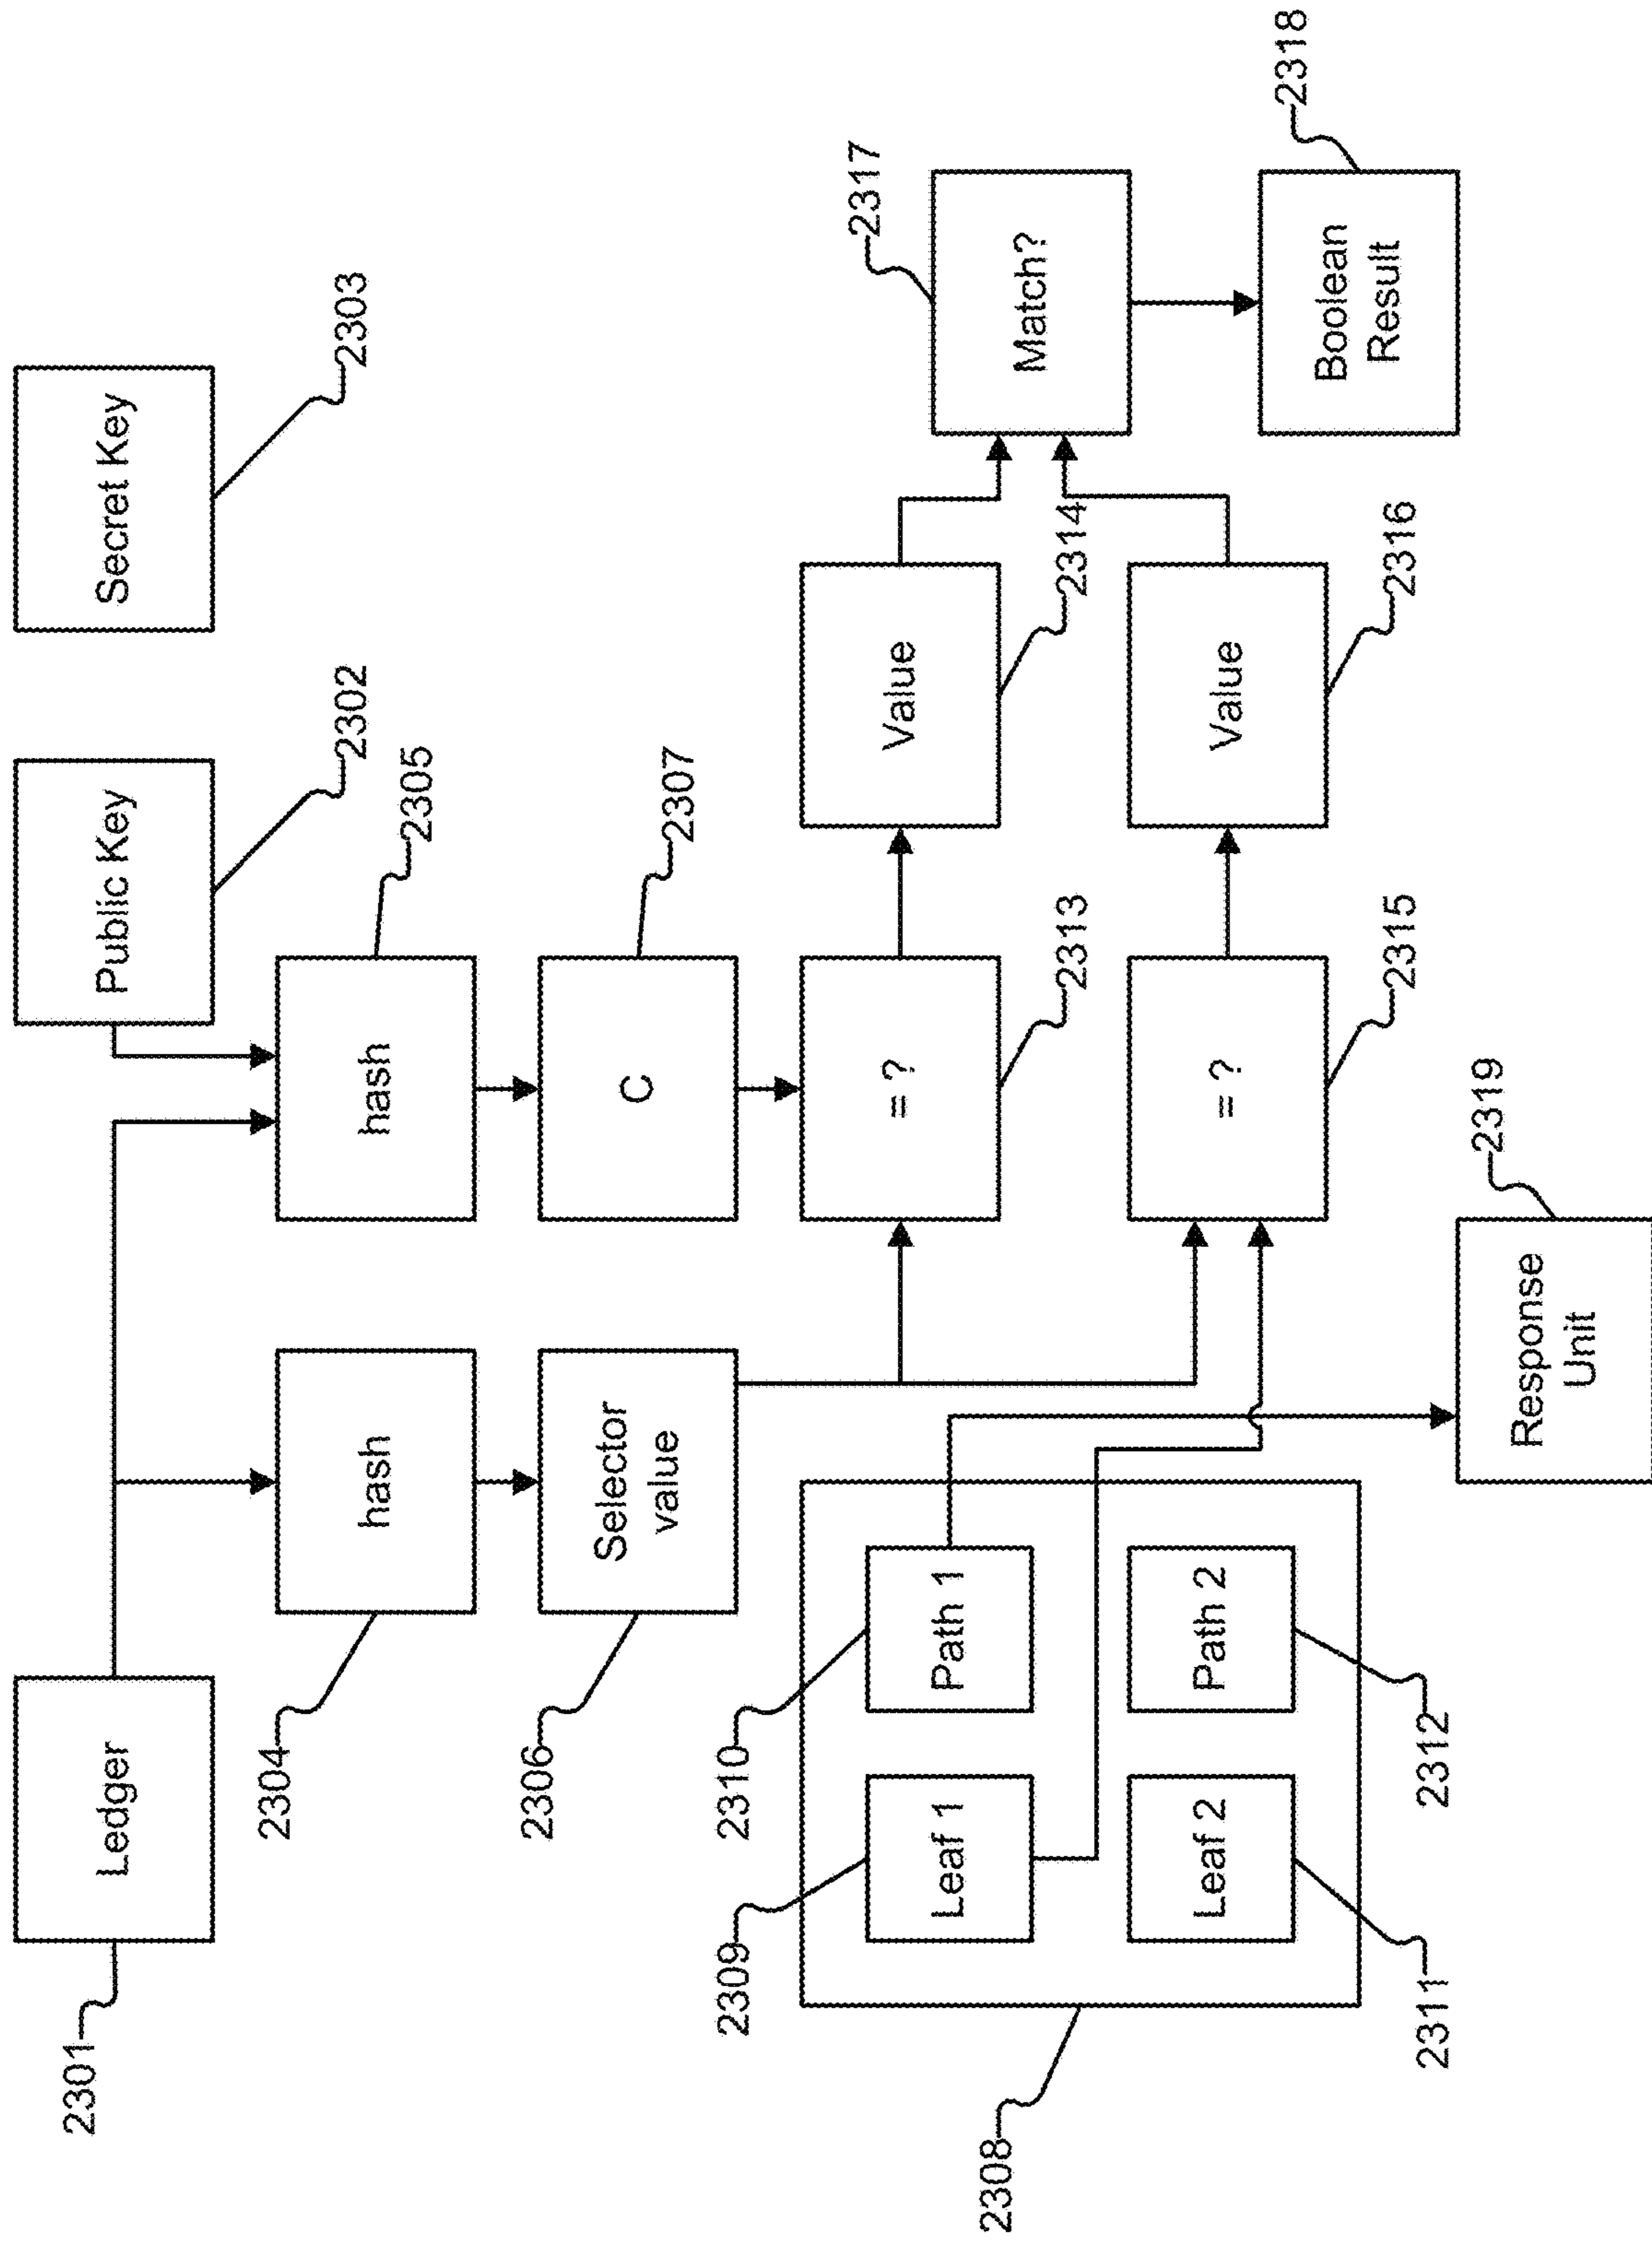 2301
Ledger
Public Key
2302
Secret Key
2303
2304
hash
hash
2305
2306
Selector
value
C
2307
2308
2309
Leaf 1
2310
Path 1
2311
Leaf 2
2312
Path 2
= ?
2313
Value
2314
= ?
2315
Value
2316
Match?
2317
Boolean
Result
2318
Response
Unit
2319